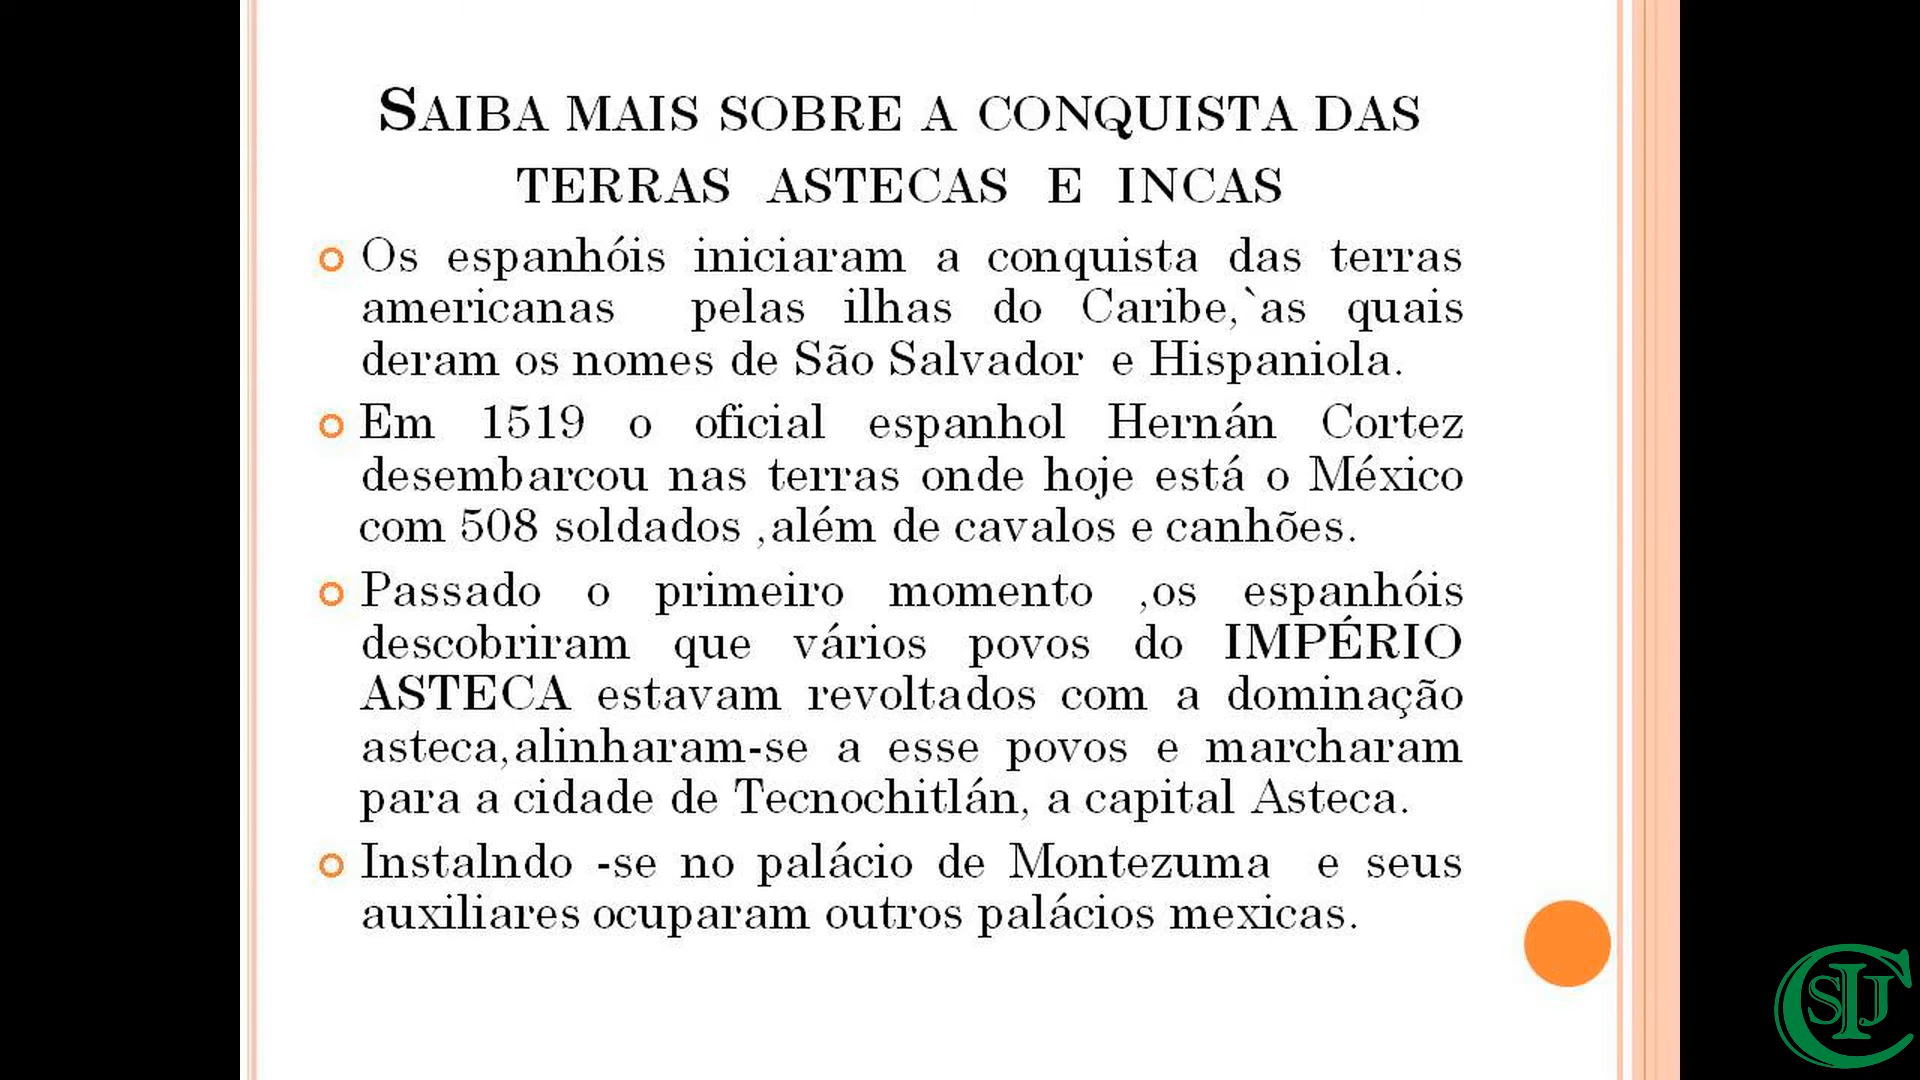 SAIBA MAIS SOBRE A CONQUISTA DAS
TERRAS ASTECAS E INCAS
Os espanhóis iniciaram a conquista das terras
americanas pelas ilhas do Caribe,`as quais
deram os nomes de São Salvador e Hispaniola.
Em 1519 o oficial espanhol Hernán Cortez
desembarcou nas terras onde hoje está o México
com 508 soldados ,além de cavalos e canhões.
Passado o primeiro momento ,os espanhóis
descobriram que vários povos do IMPÉRIO
ASTECA estavam revoltados com a dominação
asteca,alinharam-se a esse povos e marcharam
para a cidade de Tecnochitlán, a capital Asteca.
Instalndo -se no palácio de Montezuma e seus
auxiliares ocuparam outros palácios mexicas.